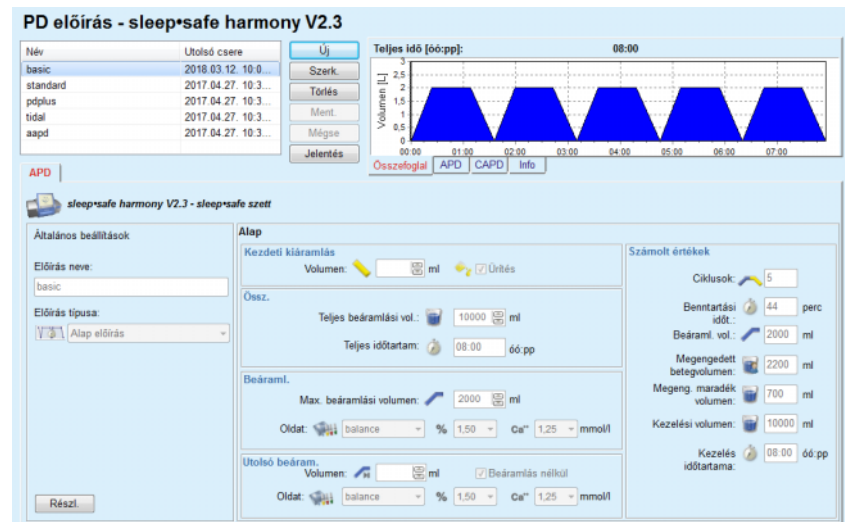 PD előírás - sleep•safe harmony V2.3
Név Utolsó csere
basic 2018.03.12. 10:0...
standard 2017.04.27. 10:3...
pdplus 2017.04.27. 10:3...
tidal 2017.04.27. 10:3...
aapd 2017.04.27. 10:3...
Új
Szerk.
Törlés
Ment.
Mégse
Jelentés
Teljes idő [óó:pp]: 08:00
Volumen [L]
3
2,5
2
1,5
1
0,5
0
00:00 01:00 02:00 03:00 04:00 05:00 06:00 07:00
Összefoglal APD CAPD Info
APD
sleep•safe harmony V2.3 - sleep•safe szett
Általános beállítások
Előírás neve:
basic
Előírás típusa:
Alap előírás
Részl.
Alap
Kezdeti kiáramlás
Volumen: ml Ürítés
Össz.
Teljes beáramlási vol.: 10000 ml
Teljes időtartam: 08:00 óó:pp
Beáraml.
Max. beáramlási volumen: 2000 ml
Oldat: balance % 1,50 Ca++ 1,25 mmol/l
Utolsó beáram.
Volumen: ml Beáramlás nélkül
Oldat: balance % 1,50 Ca++ 1,25 mmol/l
Számolt értékek
Ciklusok: 5
Benntartási
időt.: 44 perc
Beáraml. vol.: 2000 ml
Megengedett
betegvolumen: 2200 ml
Megeng. maradék
volumen: 700 ml
Kezelési volumen: 10000 ml
Kezelés
időtartama: 08:00 óó:pp